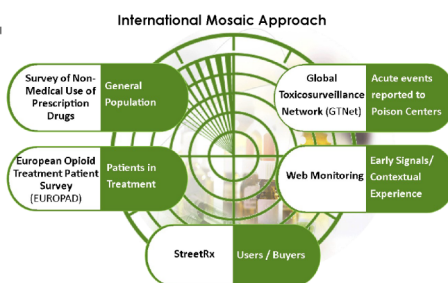 International Mosaic Approach
Survey of Non-
Medical Use of
Prescription
Drugs
General
Population
Global
Toxicosurveillance
Network (GTNet)
Acute events
reported to
Poison Centers
European Opioid
Treatment Patient
Survey
(EUROPAD)
Patients in
Treatment
Web Monitoring
Early Signals/
Contextual
Experience
StreetRx
Users / Buyers